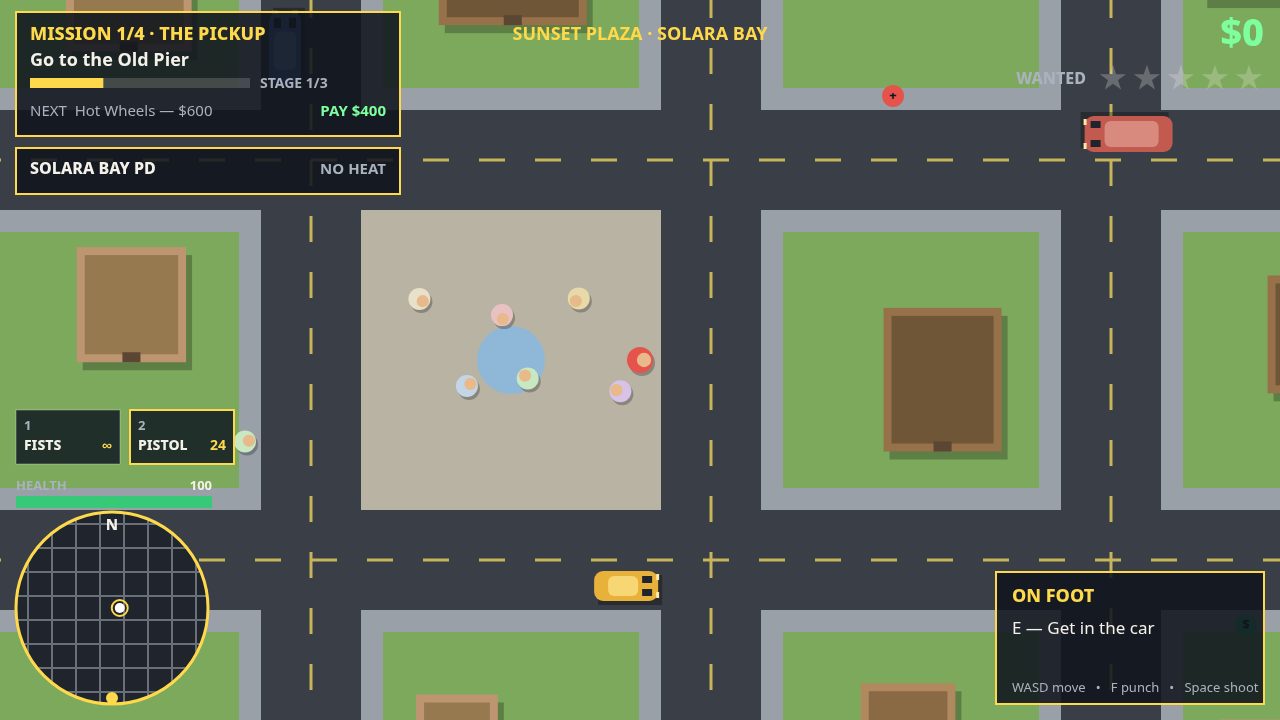 MISSION 1/4 · THE PICKUP
Go to the Old Pier
STAGE 1/3
NEXT Hot Wheels — $600
PAY $400
SOLARA BAY PD
NO HEAT
SUNSET PLAZA · SOLARA BAY
$0
WANTED
+
1
FISTS ∞
2
PISTOL 24
HEALTH 100
N
$
ON FOOT
E — Get in the car
WASD move • F punch • Space shoot